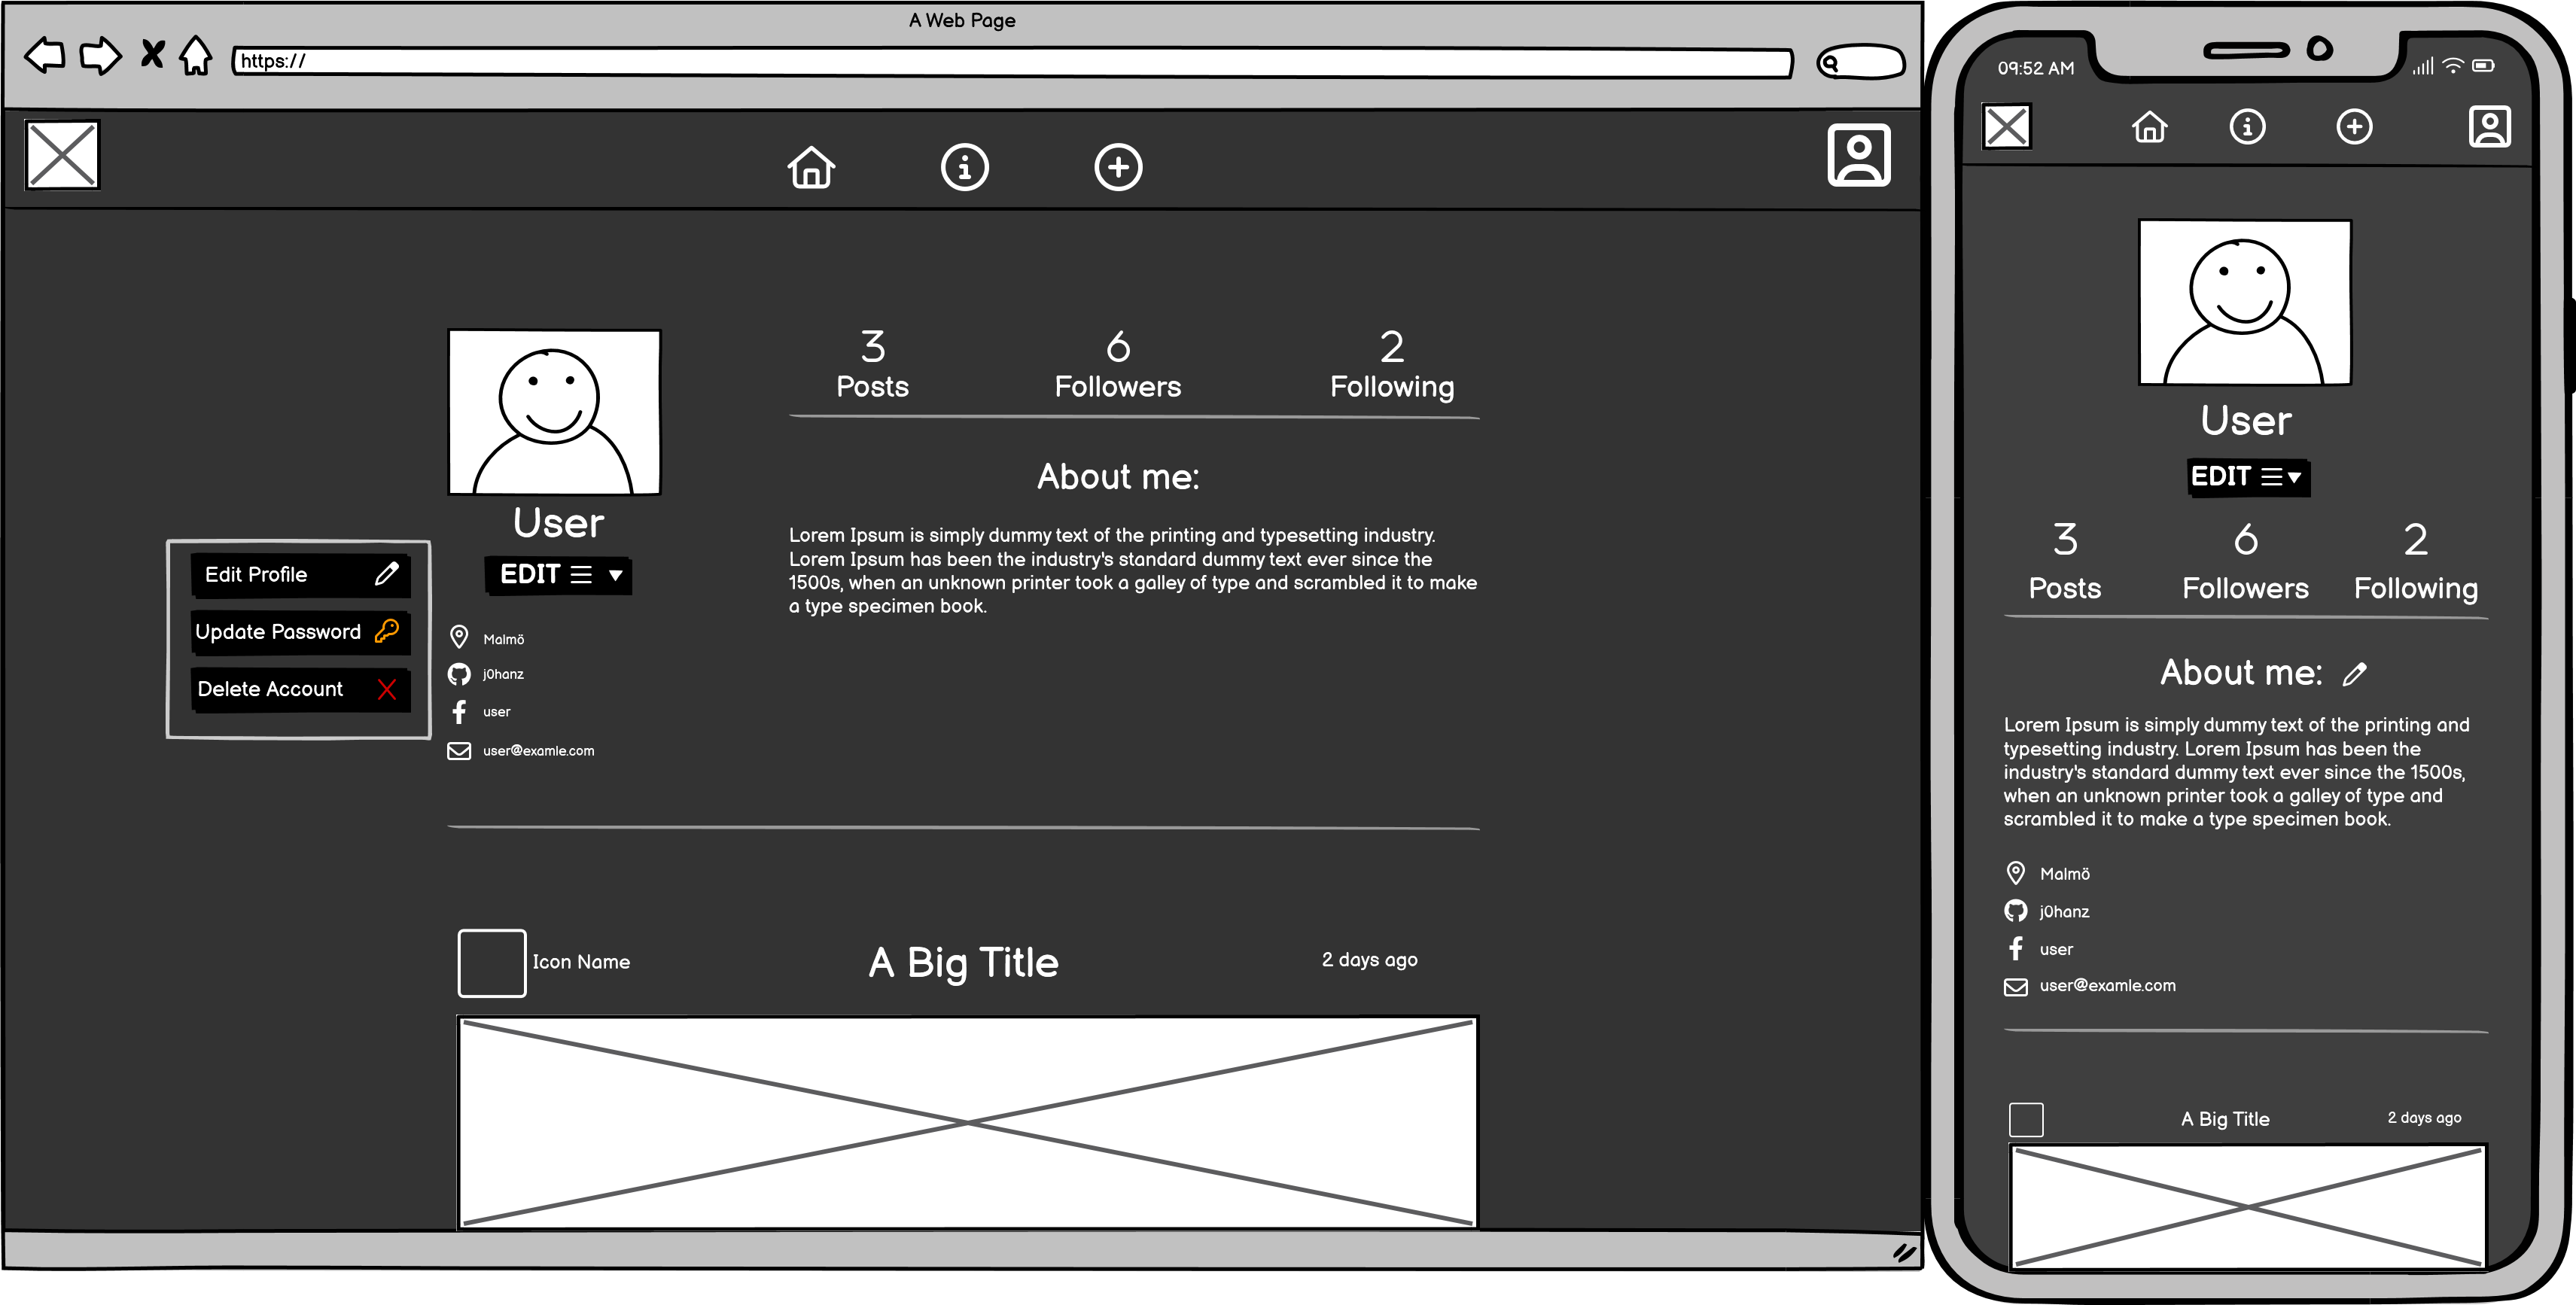 A Web Page
https://
3
Posts
6
Followers
2
Following
About me:
Lorem Ipsum is simply dummy text of the printing and typesetting industry.
Lorem Ipsum has been the industry's standard dummy text ever since the
1500s, when an unknown printer took a galley of type and scrambled it to make
a type specimen book.
User
EDIT
Edit Profile
Update Password
Delete Account
Malmö
j0hanz
user
user@examle.com
Icon Name
A Big Title
2 days ago
09:52 AM
User
EDIT
3
Posts
6
Followers
2
Following
About me:
Lorem Ipsum is simply dummy text of the printing and
typesetting industry. Lorem Ipsum has been the
industry's standard dummy text ever since the 1500s,
when an unknown printer took a galley of type and
scrambled it to make a type specimen book.
Malmö
j0hanz
user
user@examle.com
A Big Title
2 days ago